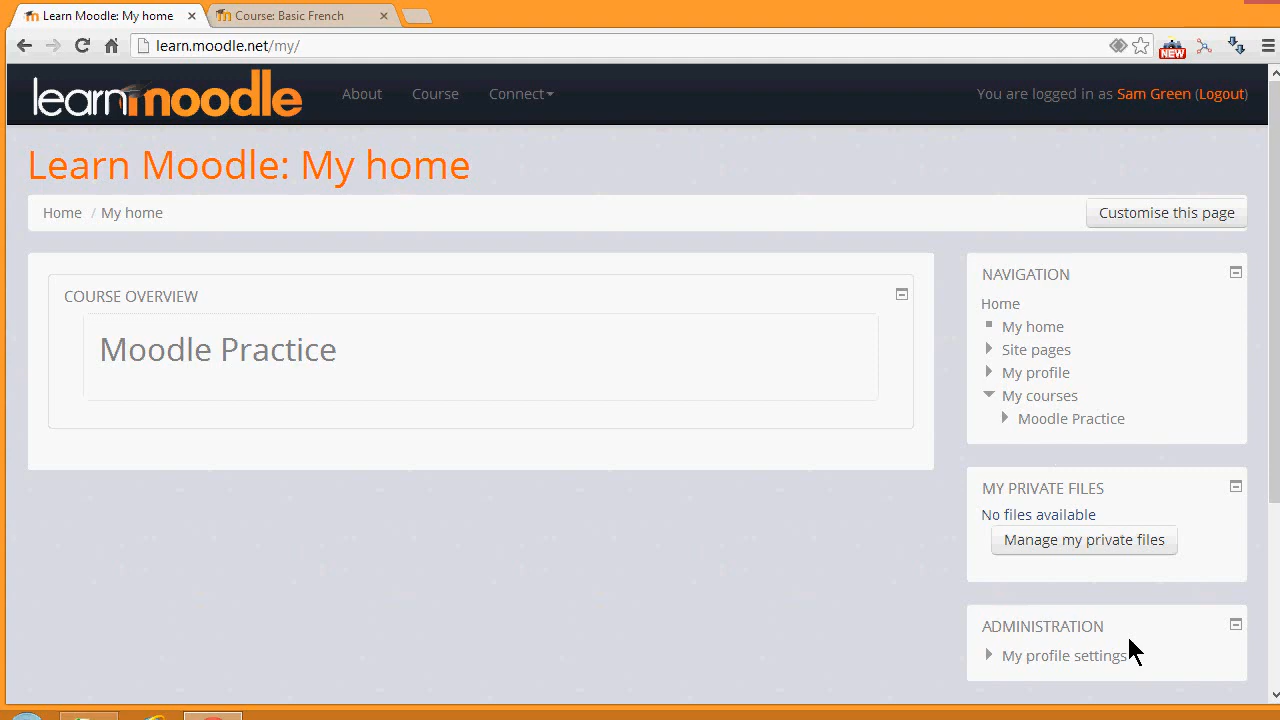 Learn Moodle: My home
Course: Basic French
learn.moodle.net/my/
NEW
learn moodle
About
Course
Connect
You are logged in as Sam Green (Logout)
Learn Moodle: My home
Home / My home
Customise this page
COURSE OVERVIEW
Moodle Practice
NAVIGATION
Home
My home
Site pages
My profile
My courses
Moodle Practice
MY PRIVATE FILES
No files available
Manage my private files
ADMINISTRATION
My profile settings